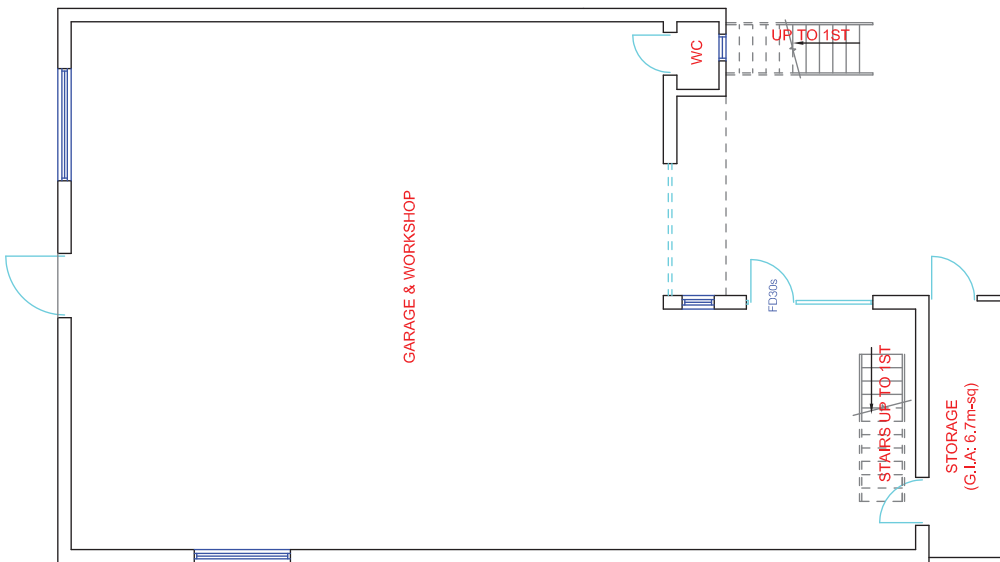 UP TO 1ST
WC
GARAGE & WORKSHOP
FD30s
STAIRS UP TO 1ST
STORAGE
(G.I.A: 6.7m-sq)